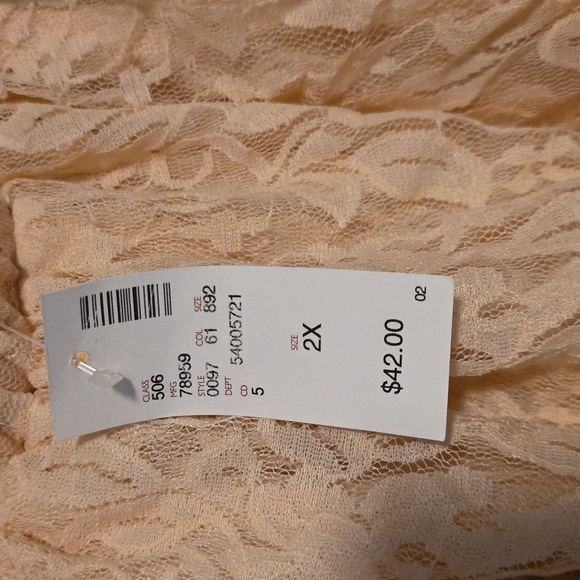 CLASS
506
MFG
78959
STYLE COL SIZE
0097 61 892
DEPT
54005721
CD
5
SIZE
2X
$42.00
02